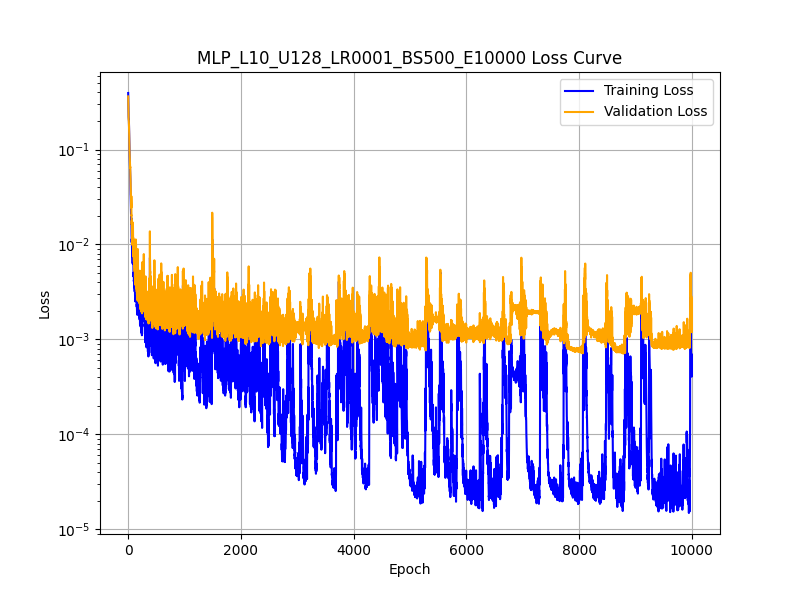 MLP_L10_U128_LR0001_BS500_E10000 Loss Curve
Training Loss
Validation Loss
10⁻¹
10⁻²
10⁻³
10⁻⁴
10⁻⁵
Loss
0 2000 4000 6000 8000 10000
Epoch